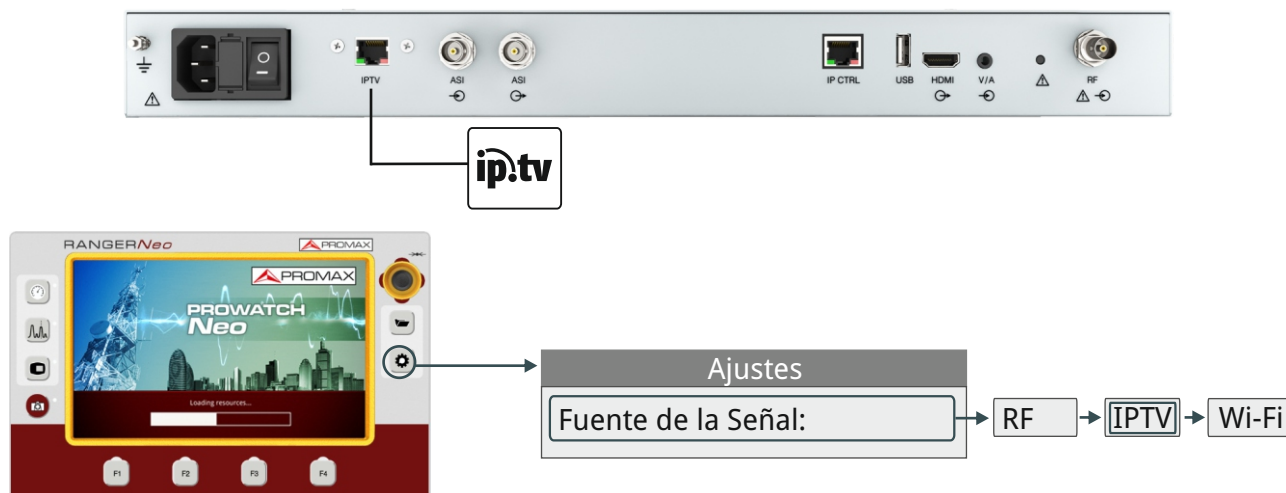 IPTV
ASI
ASI
IP CTRL
USB
HDMI
V/A
RF
ip.tv
RANGERNeo
PROMAX
PROMAX
PROWATCH
Neo
Loading resources...
F1
F2
F3
F4
Ajustes
Fuente de la Señal:
RF
IPTV
Wi-Fi